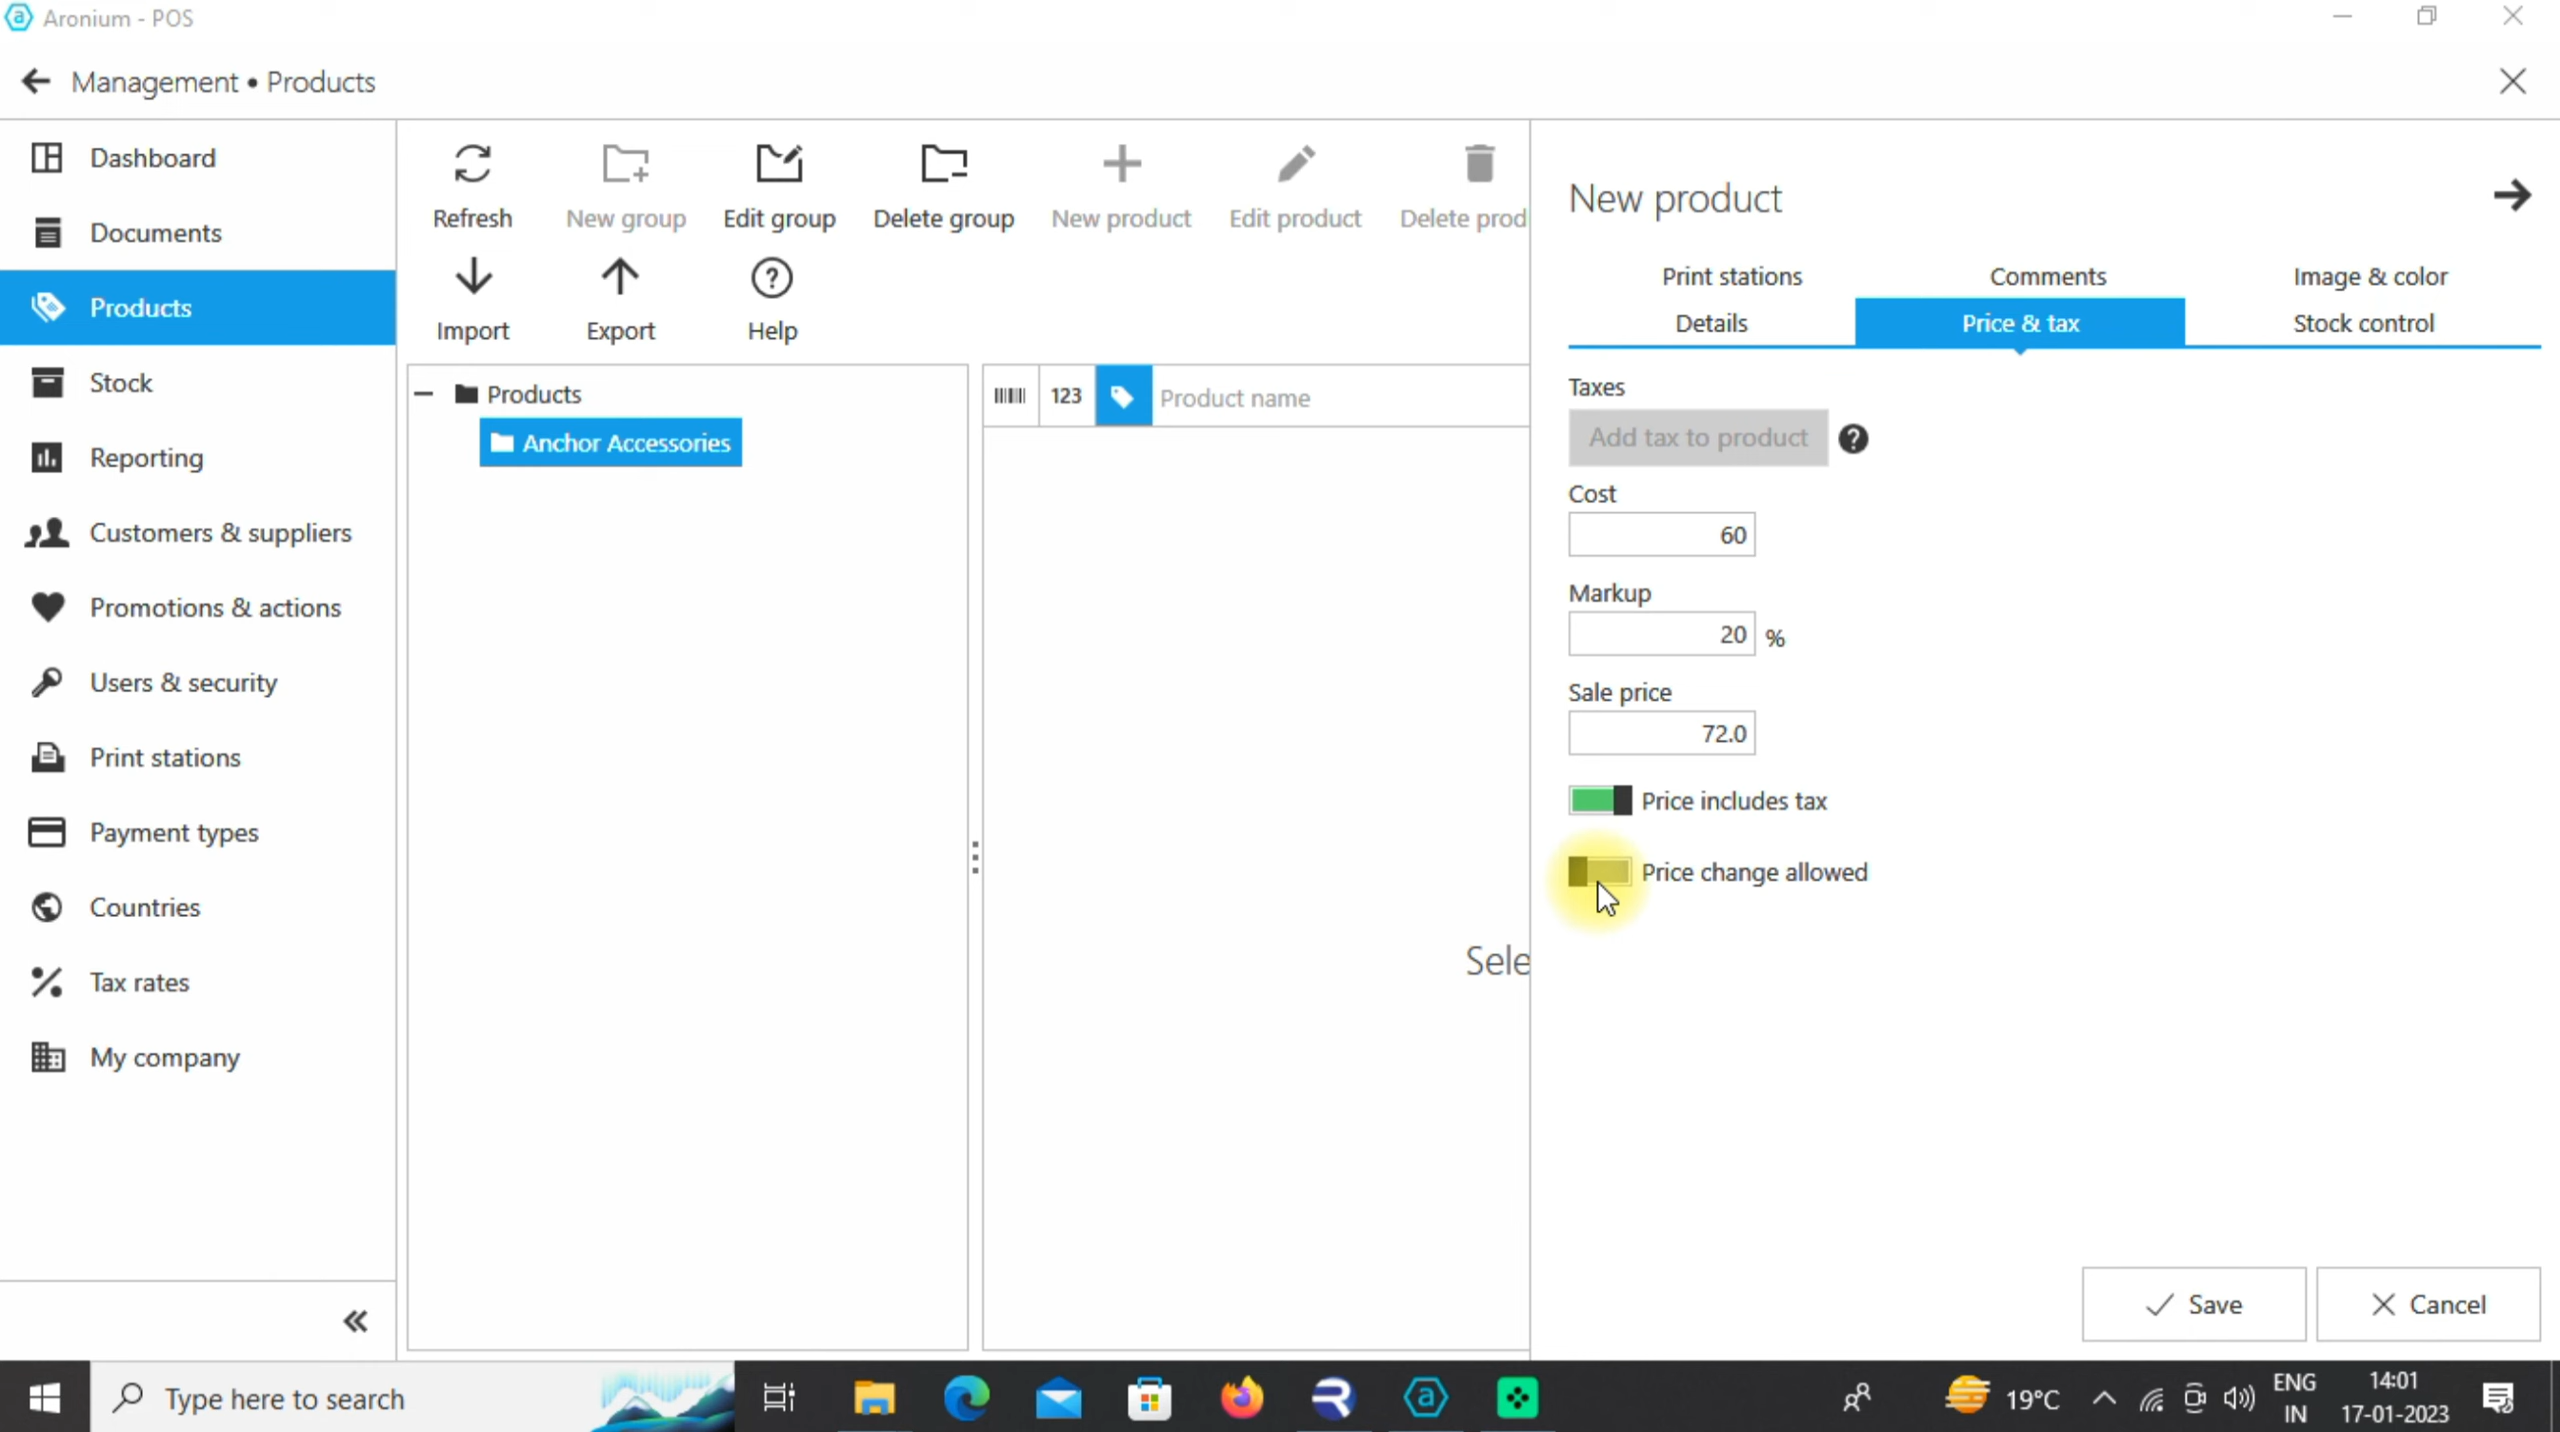 Aronium - POS
Management • Products
Dashboard
Documents
Products
Stock
Reporting
Customers & suppliers
Promotions & actions
Users & security
Print stations
Payment types
Countries
Tax rates
My company
Refresh
New group
Edit group
Delete group
New product
Edit product
Delete prod
Import
Export
Help
Products
Anchor Accessories
123
Product name
Sele
New product
Print stations
Comments
Image & color
Details
Price & tax
Stock control
Taxes
Add tax to product
Cost
60
Markup
20 %
Sale price
72.0
Price includes tax
Price change allowed
Save
Cancel
Type here to search
19°C
ENG
IN
14:01
17-01-2023